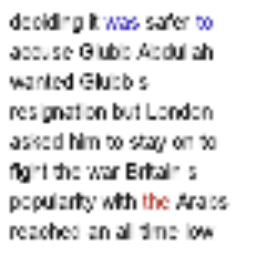 deciding it was safer to
accuse Glubb Abdullah
wanted Glubb s
resignation but London
asked him to stay on to
fight the war Britain s
popularity with the Arabs
reached an all time low